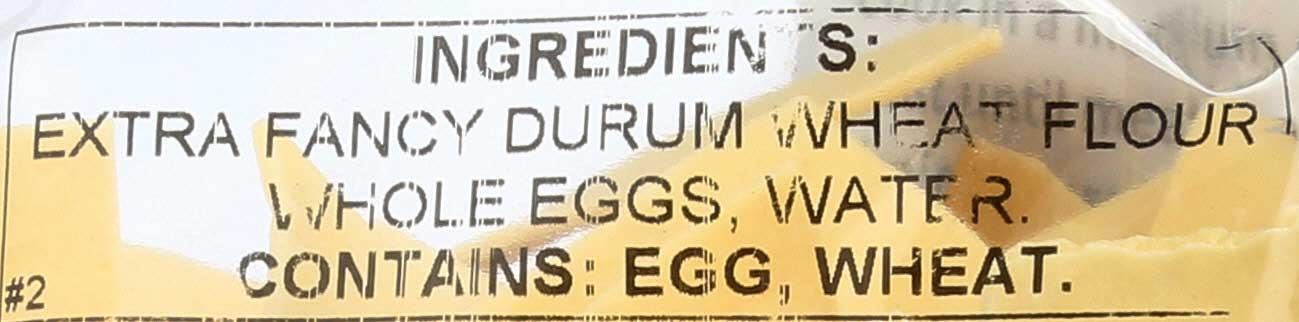 INGREDIENTS:
EXTRA FANCY DURUM WHEAT FLOUR
WHOLE EGGS, WATER.
CONTAINS: EGG, WHEAT.
#2